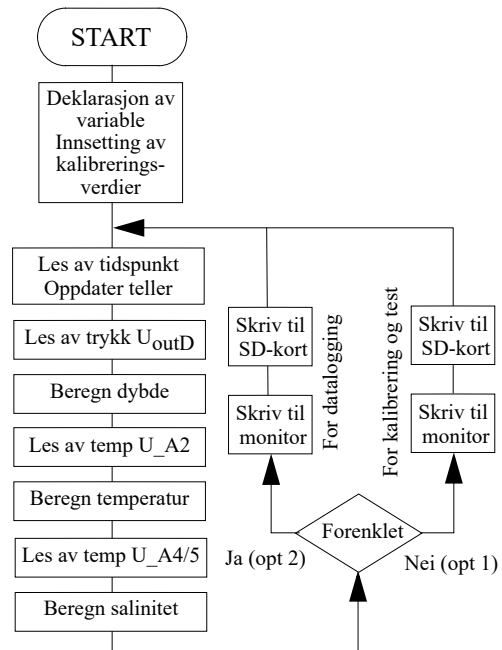 START
Deklarasjon av
variable
Innsetting av
kalibrerings-
verdier
Les av tidspunkt
Oppdater teller
Les av trykk UoutD
Beregn dybde
Les av temp U_A2
Beregn temperatur
Les av temp U_A4/5
Beregn salinitet
Skriv til
SD-kort
Skriv til
monitor
For datalogging
For kalibrering og test
Skriv til
SD-kort
Skriv til
monitor
Forenklet
Ja (opt 2)
Nei (opt 1)